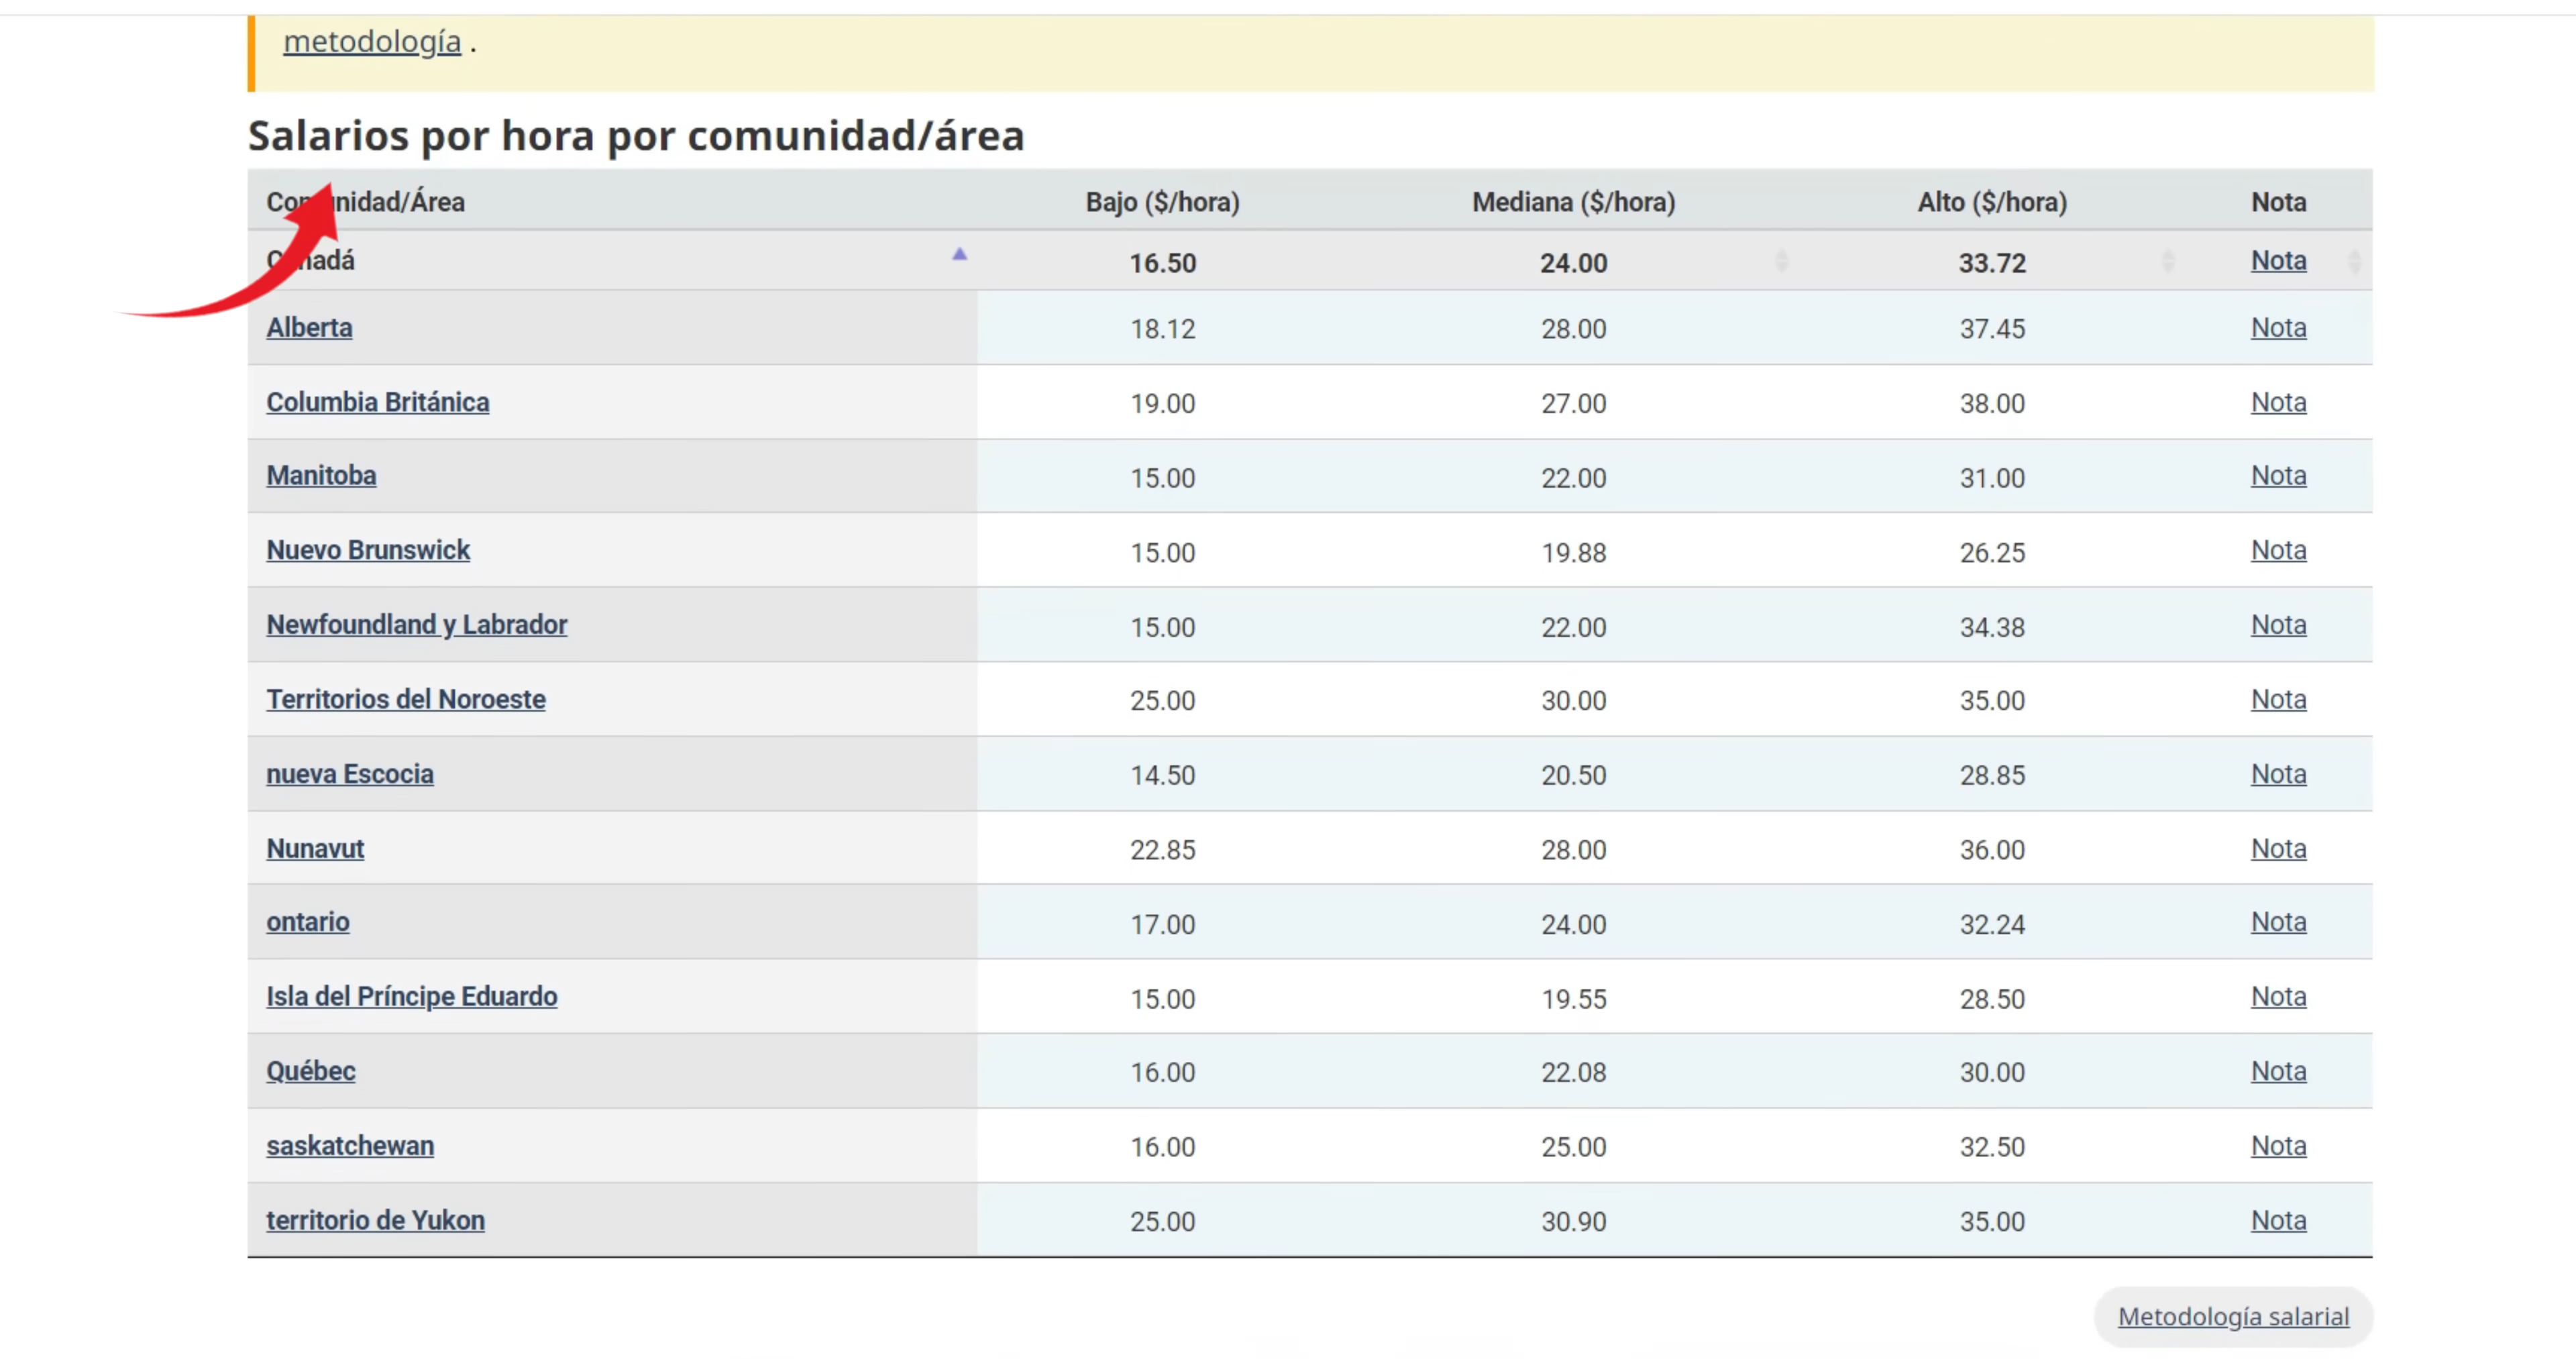 metodología .
Salarios por hora por comunidad/área
Comunidad/Área Bajo ($/hora) Mediana ($/hora) Alto ($/hora) Nota
Canadá 16.50 24.00 33.72 Nota
Alberta 18.12 28.00 37.45 Nota
Columbia Británica 19.00 27.00 38.00 Nota
Manitoba 15.00 22.00 31.00 Nota
Nuevo Brunswick 15.00 19.88 26.25 Nota
Newfoundland y Labrador 15.00 22.00 34.38 Nota
Territorios del Noroeste 25.00 30.00 35.00 Nota
nueva Escocia 14.50 20.50 28.85 Nota
Nunavut 22.85 28.00 36.00 Nota
ontario 17.00 24.00 32.24 Nota
Isla del Príncipe Eduardo 15.00 19.55 28.50 Nota
Québec 16.00 22.08 30.00 Nota
saskatchewan 16.00 25.00 32.50 Nota
territorio de Yukon 25.00 30.90 35.00 Nota
Metodología salarial